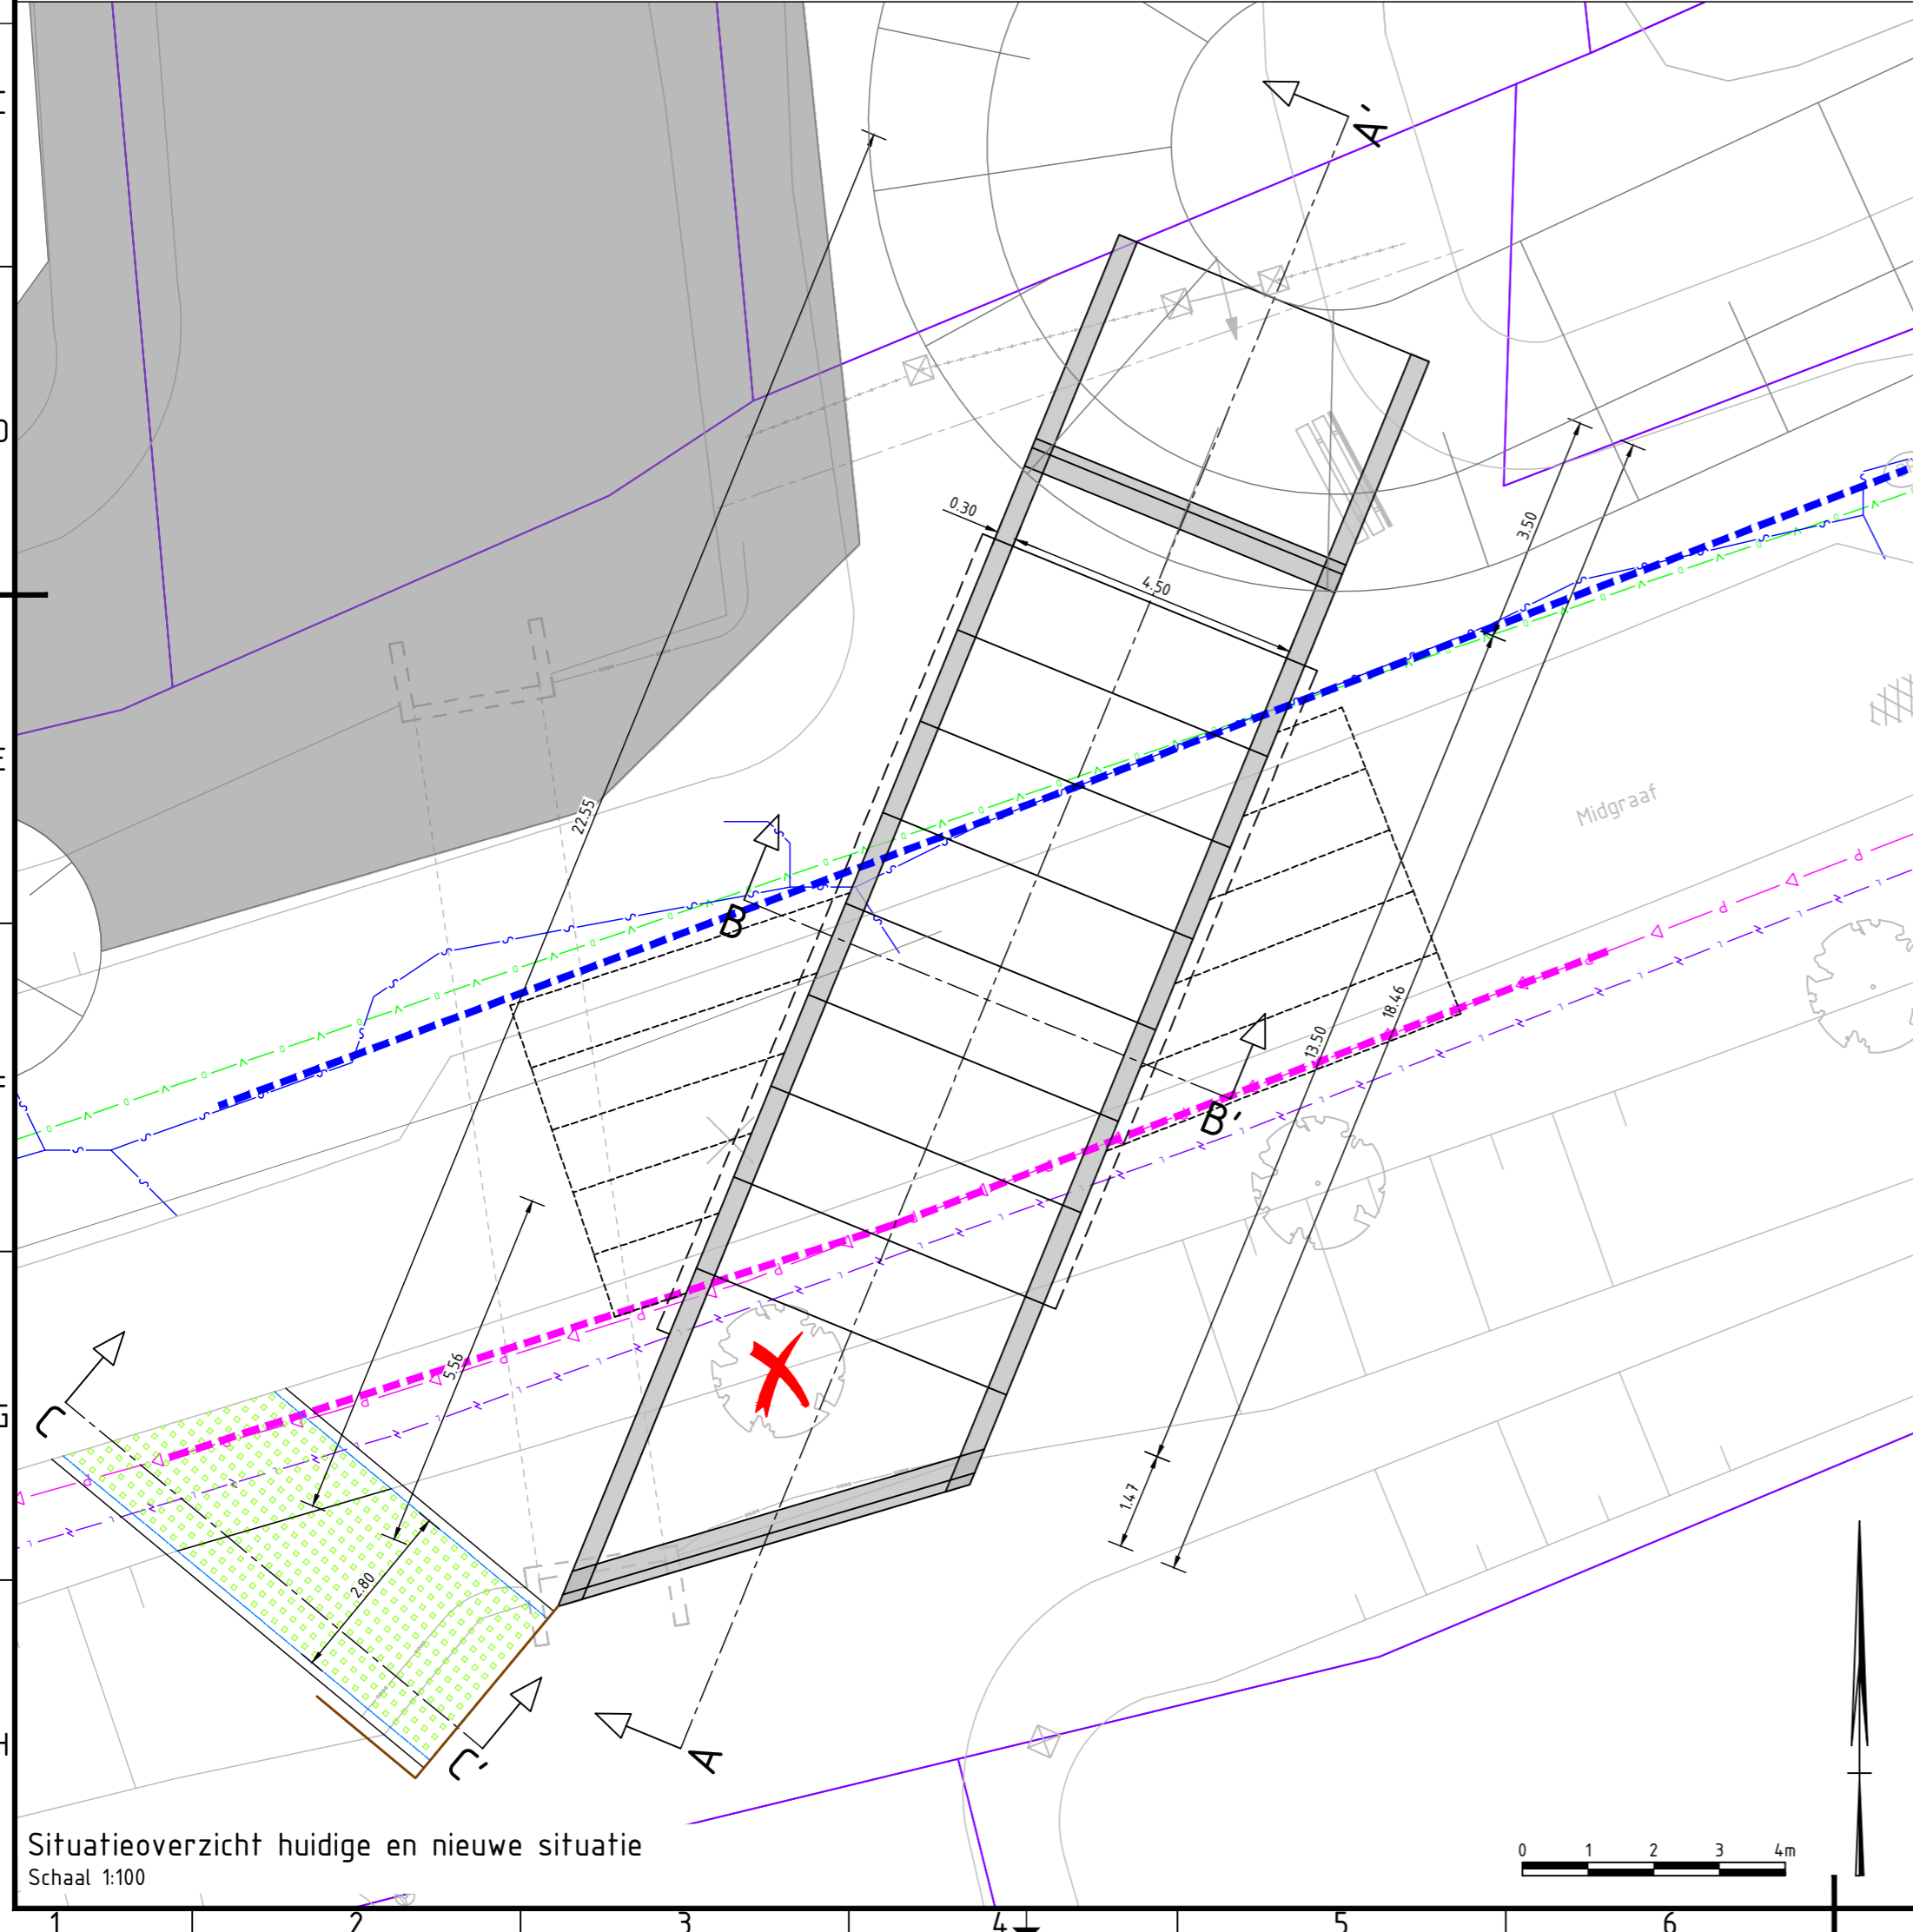 A'
D
0.30
4.50
3.50
22.55
Midgraaf
B
18.46
13.50
B'
5.56
C
1.47
2.80
C'
A
Situatieoverzicht huidige en nieuwe situatie
Schaal 1:100
0 1 2 3 4m
1 2 3 4 5 6